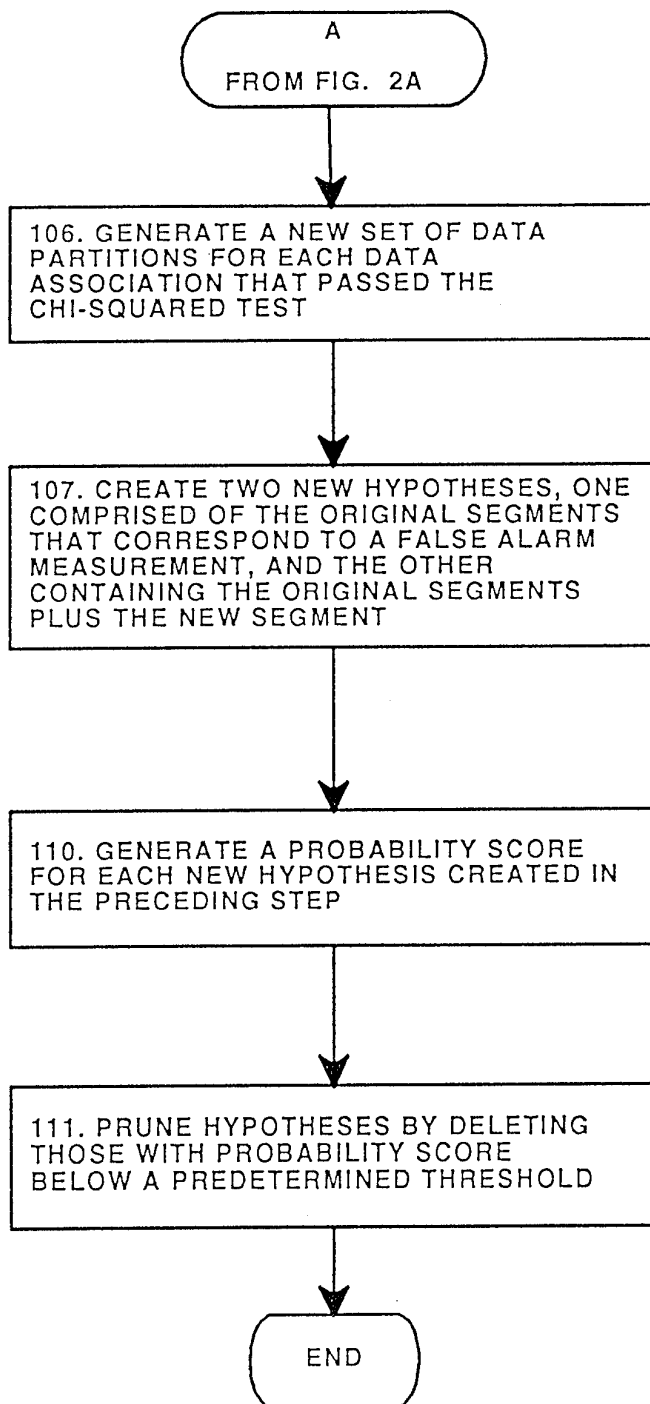 A
FROM FIG. 2A
106. GENERATE A NEW SET OF DATA
PARTITIONS FOR EACH DATA
ASSOCIATION THAT PASSED THE
CHI-SQUARED TEST
107. CREATE TWO NEW HYPOTHESES, ONE
COMPRISED OF THE ORIGINAL SEGMENTS
THAT CORRESPOND TO A FALSE ALARM
MEASUREMENT, AND THE OTHER
CONTAINING THE ORIGINAL SEGMENTS
PLUS THE NEW SEGMENT
110. GENERATE A PROBABILITY SCORE
FOR EACH NEW HYPOTHESIS CREATED IN
THE PRECEDING STEP
111. PRUNE HYPOTHESES BY DELETING
THOSE WITH PROBABILITY SCORE
BELOW A PREDETERMINED THRESHOLD
END